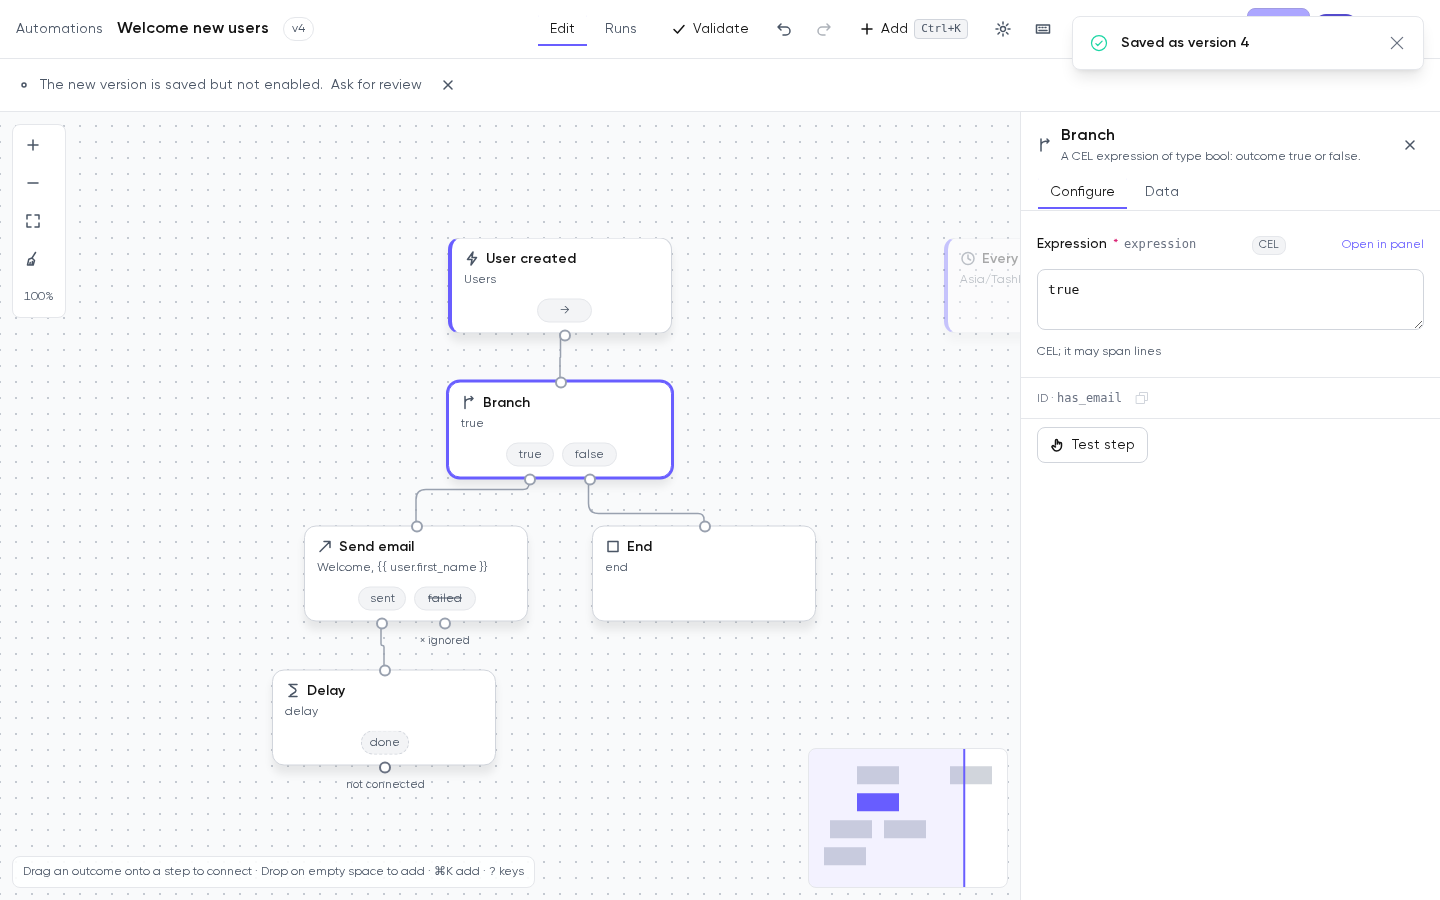 Automations Welcome new users v4 Edit Runs Validate Add Ctrl+K
Saved as version 4
The new version is saved but not enabled. Ask for review
Branch
A CEL expression of type bool: outcome true or false.
Configure Data
Expression * expression CEL Open in panel
true
CEL; it may span lines
ID · has_email
Test step
100%
User created
Users
→
Every
Branch
true
true false
Send email
Welcome, {{ user.first_name }}
sent failed
× ignored
End
end
Delay
delay
done
not connected
Drag an outcome onto a step to connect · Drop on empty space to add · ⌘K add · ? keys